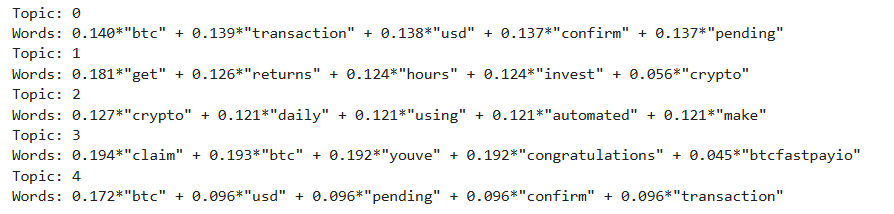 Topic: 0
Words: 0.140*"btc" + 0.139*"transaction" + 0.138*"usd" + 0.137*"confirm" + 0.137*"pending"
Topic: 1
Words: 0.181*"get" + 0.126*"returns" + 0.124*"hours" + 0.124*"invest" + 0.056*"crypto"
Topic: 2
Words: 0.127*"crypto" + 0.121*"daily" + 0.121*"using" + 0.121*"automated" + 0.121*"make"
Topic: 3
Words: 0.194*"claim" + 0.193*"btc" + 0.192*"youve" + 0.192*"congratulations" + 0.045*"btcfastpayio"
Topic: 4
Words: 0.172*"btc" + 0.096*"usd" + 0.096*"pending" + 0.096*"confirm" + 0.096*"transaction"